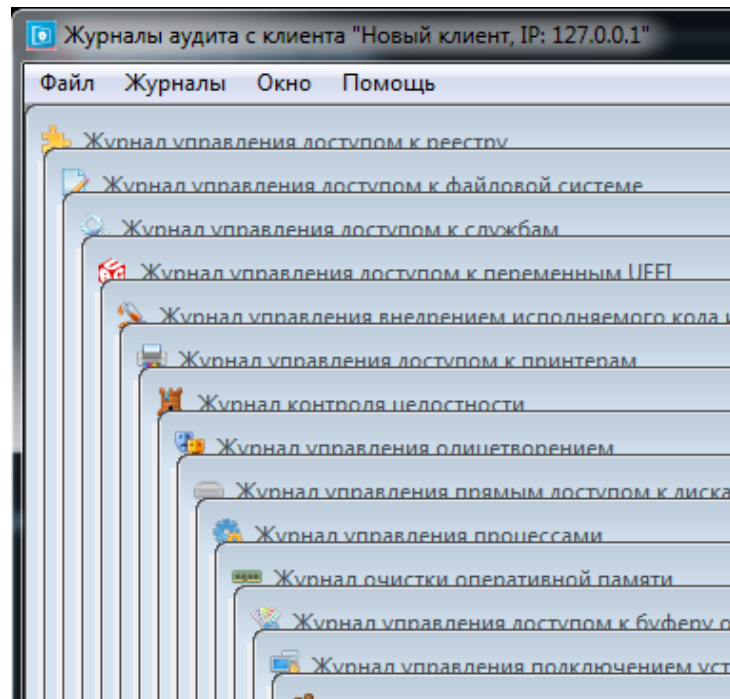 Журналы аудита с клиента "Новый клиент, IP: 127.0.0.1"
Файл Журналы Окно Помощь
Журнал управления доступом к реестру
Журнал управления доступом к файловой системе
Журнал управления доступом к службам
Журнал управления доступом к переменным UEFI
Журнал управления внедрением исполняемого кода и
Журнал управления доступом к принтерам
Журнал контроля целостности
Журнал управления олицетворением
Журнал управления прямым доступом к диска
Журнал управления процессами
Журнал очистки оперативной памяти
Журнал управления доступом к буферу о
Журнал управления подключением уст